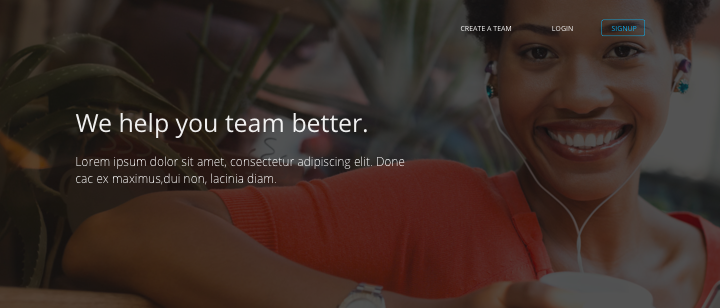 CREATE A TEAM LOGIN SIGNUP
We help you team better.
Lorem ipsum dolor sit amet, consectetur adipiscing elit. Done
cac ex maximus,dui non, lacinia diam.